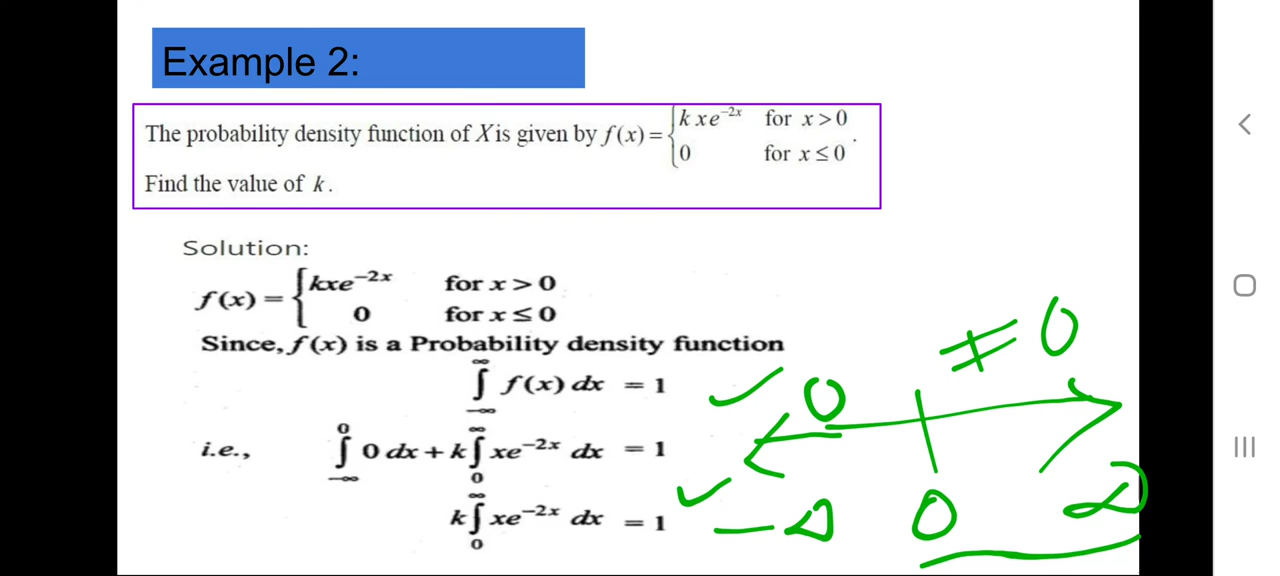 Example 2:
The probability density function of X is given by f(x) = { k x e^{-2x} for x > 0
0 for x ≤ 0 .
Find the value of k.
Solution:
f(x) = { kxe^{-2x} for x > 0
0 for x ≤ 0
Since, f(x) is a Probability density function
∫_{-∞}^{∞} f(x) dx = 1
i.e., ∫_{-∞}^{0} 0 dx + k ∫_{0}^{∞} xe^{-2x} dx = 1
k ∫_{0}^{∞} xe^{-2x} dx = 1
≠ 0
0
-∞ 0 ∞